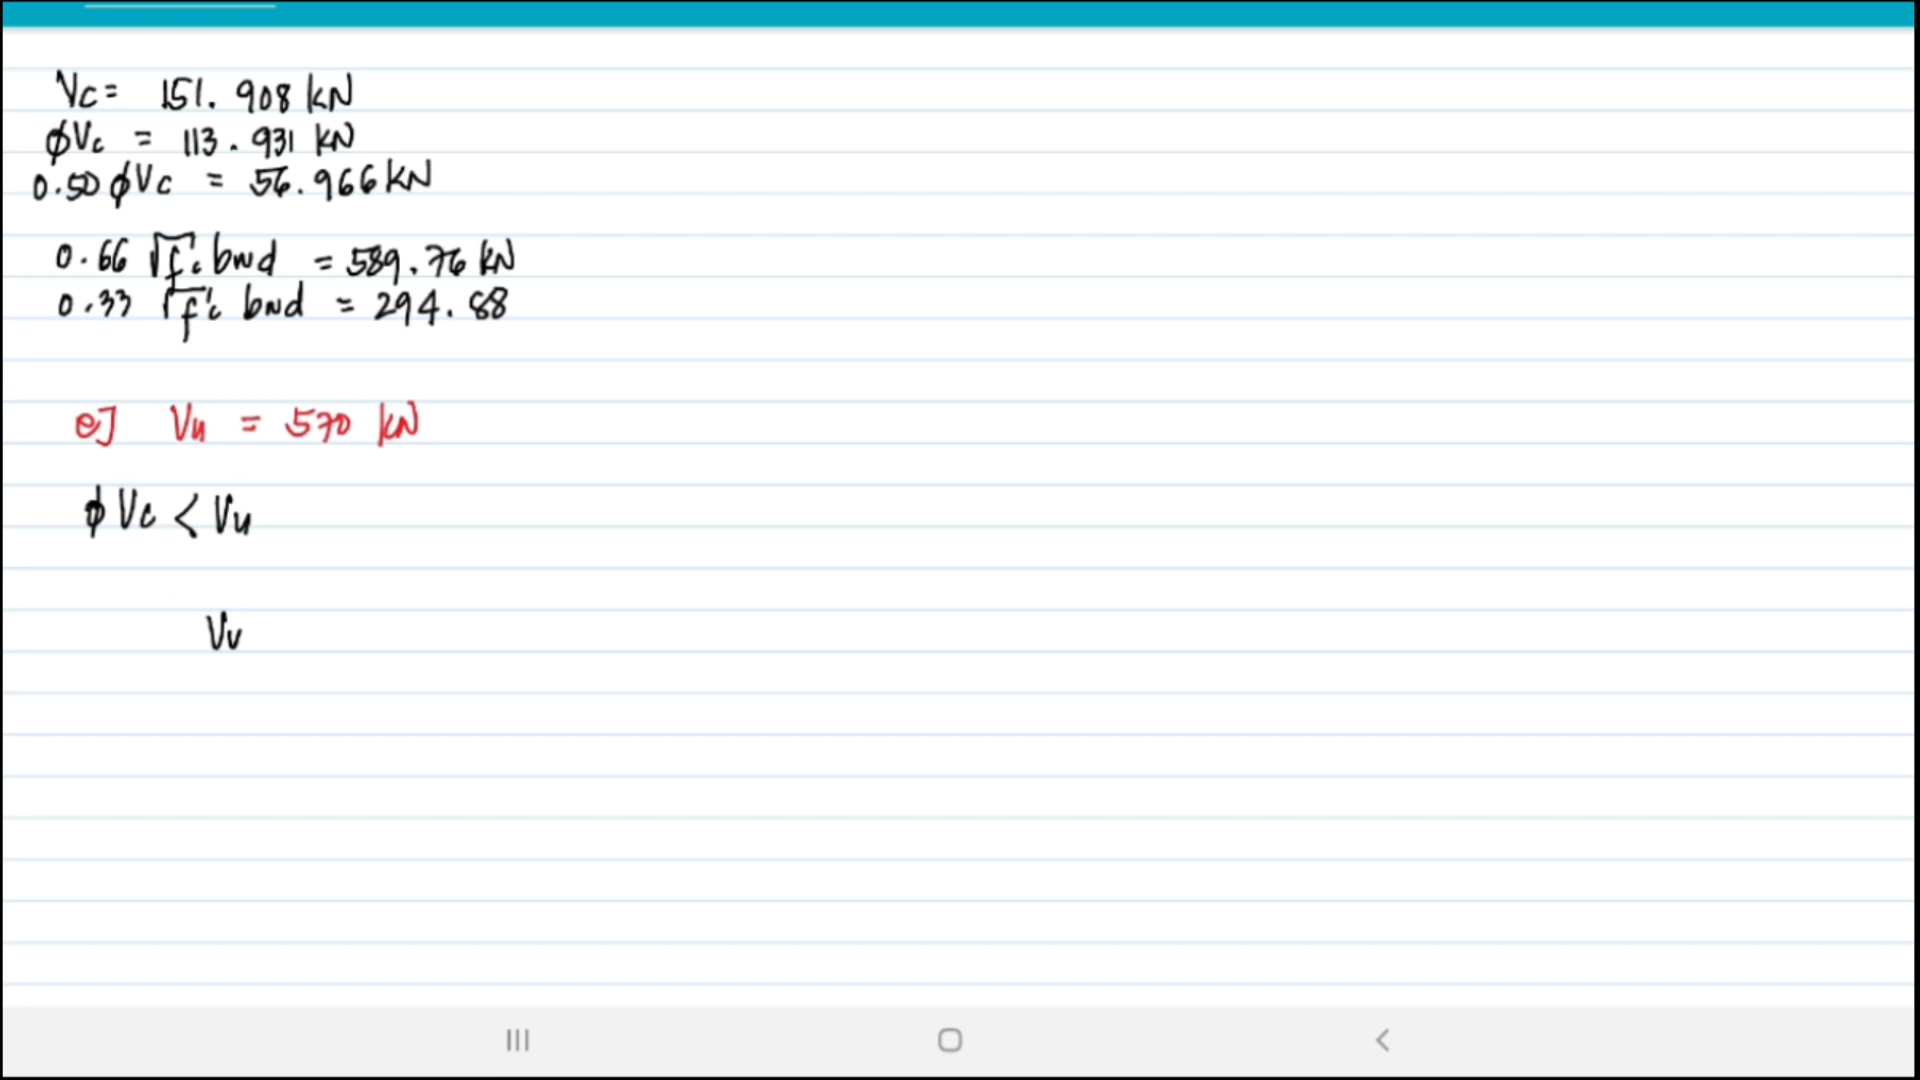 Vc = 151.908 kN
ϕVc = 113.931 kN
0.50 ϕVc = 56.966 kN
0.66 √f'c bwd = 589.76 kN
0.33 √f'c bwd = 294.88
e] Vu = 570 kN
ϕVc < Vu
Vu